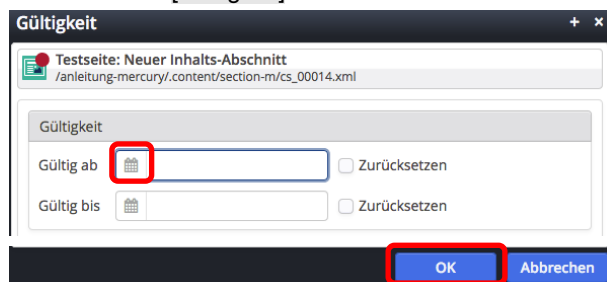 Gültigkeit + ×
Testseite: Neuer Inhalts-Abschnitt
/anleitung-mercury/.content/section-m/cs_00014.xml
Gültigkeit
Gültig ab Zurücksetzen
Gültig bis Zurücksetzen
OK Abbrechen